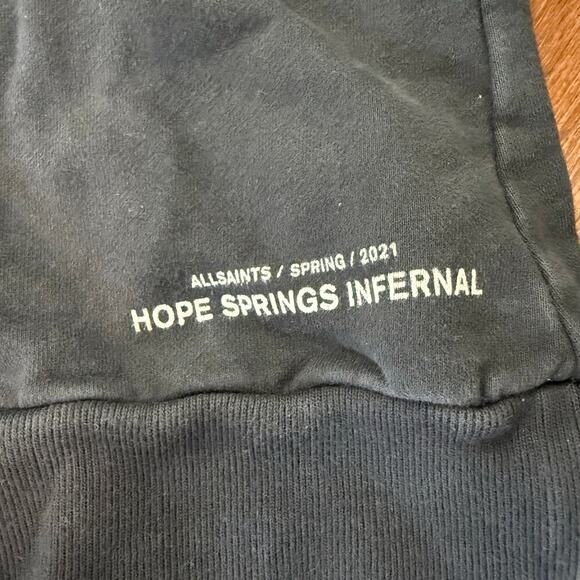 ALLSAINTS / SPRING / 2021
HOPE SPRINGS INFERNAL